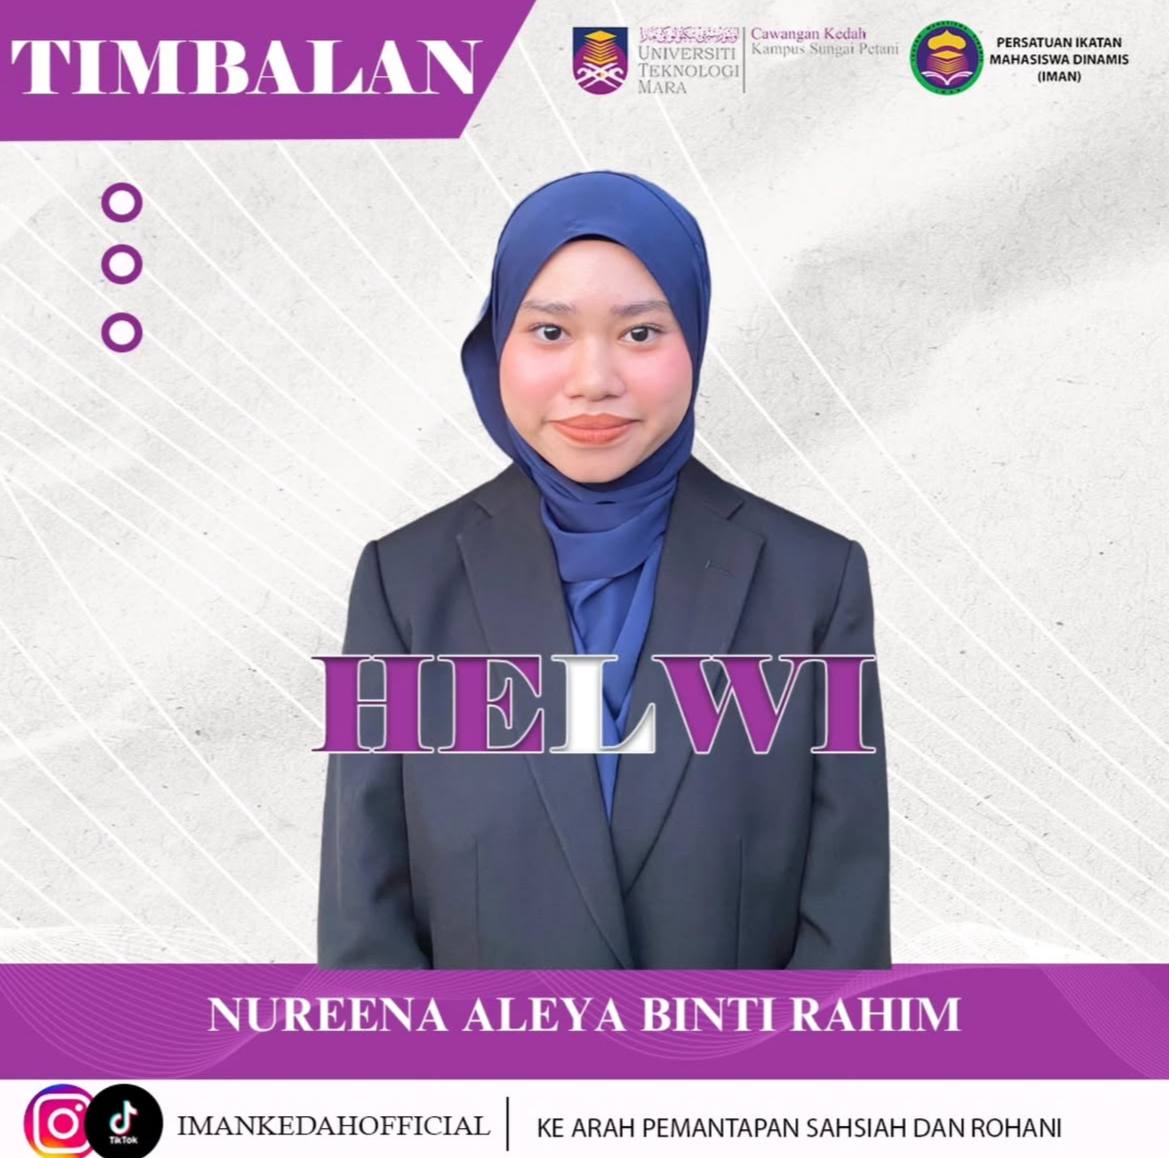 TIMBALAN
UNIVERSITI
TEKNOLOGI
MARA
Cawangan Kedah
Kampus Sungai Petani
PERSATUAN IKATAN
MAHASISWA DINAMIS
(IMAN)
HELWI
NUREENA ALEYA BINTI RAHIM
TikTok
IMANKEDAHOFFICIAL
KE ARAH PEMANTAPAN SAHSIAH DAN ROHANI